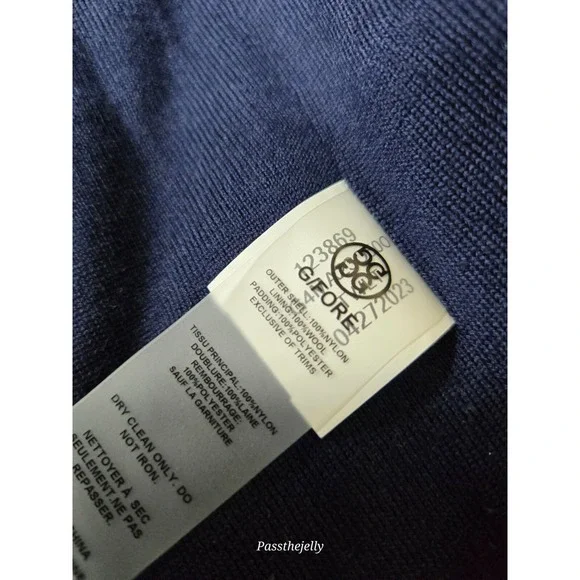 G/FORE
123869
04272023
OUTER SHELL:100%NYLON
LINING:100%WOOL
PADDING:100%POLYESTER
EXCLUSIVE OF TRIMS
TISSU PRINCIPAL:100%NYLON
DOUBLURE:100%LAINE
REMBOURRAGE:
100%POLYESTER
SAUF LA GARNITURE
DRY CLEAN ONLY. DO
NOT IRON.
NETTOYER À SEC
SEULEMENT.NE PAS
REPASSER.
CHINA
Passthejelly